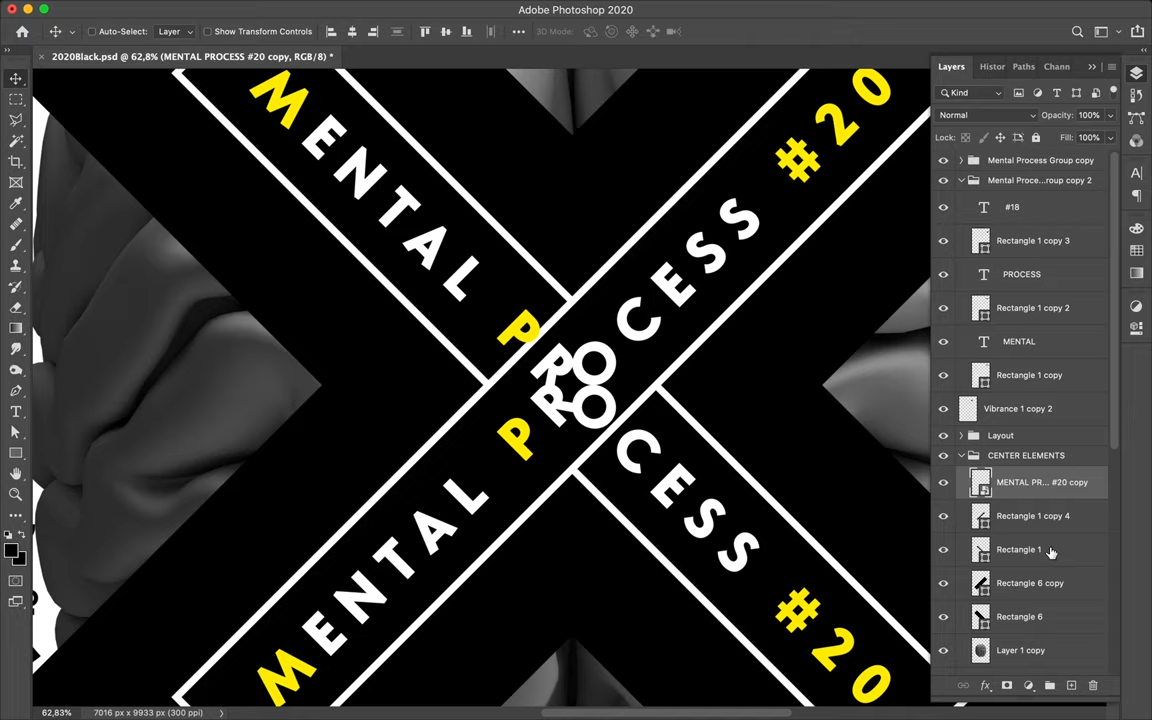 Adobe Photoshop 2020
Auto-Select: Layer Show Transform Controls 3D Mode:
2020Black.psd @ 62,8% (MENTAL PROCESS #20 copy, RGB/8) *
MENTAL PROCESS #20
MENTAL PROCESS #20
Layers Histor Paths Chann
Kind
Normal Opacity: 100%
Lock: Fill: 100%
Mental Process Group copy
Mental Proce...roup copy 2
#18
Rectangle 1 copy 3
PROCESS
Rectangle 1 copy 2
MENTAL
Rectangle 1 copy
Vibrance 1 copy 2
Layout
CENTER ELEMENTS
MENTAL PR... #20 copy
Rectangle 1 copy 4
Rectangle 1
Rectangle 6 copy
Rectangle 6
Layer 1 copy
62,83% 7016 px x 9933 px (300 ppi)